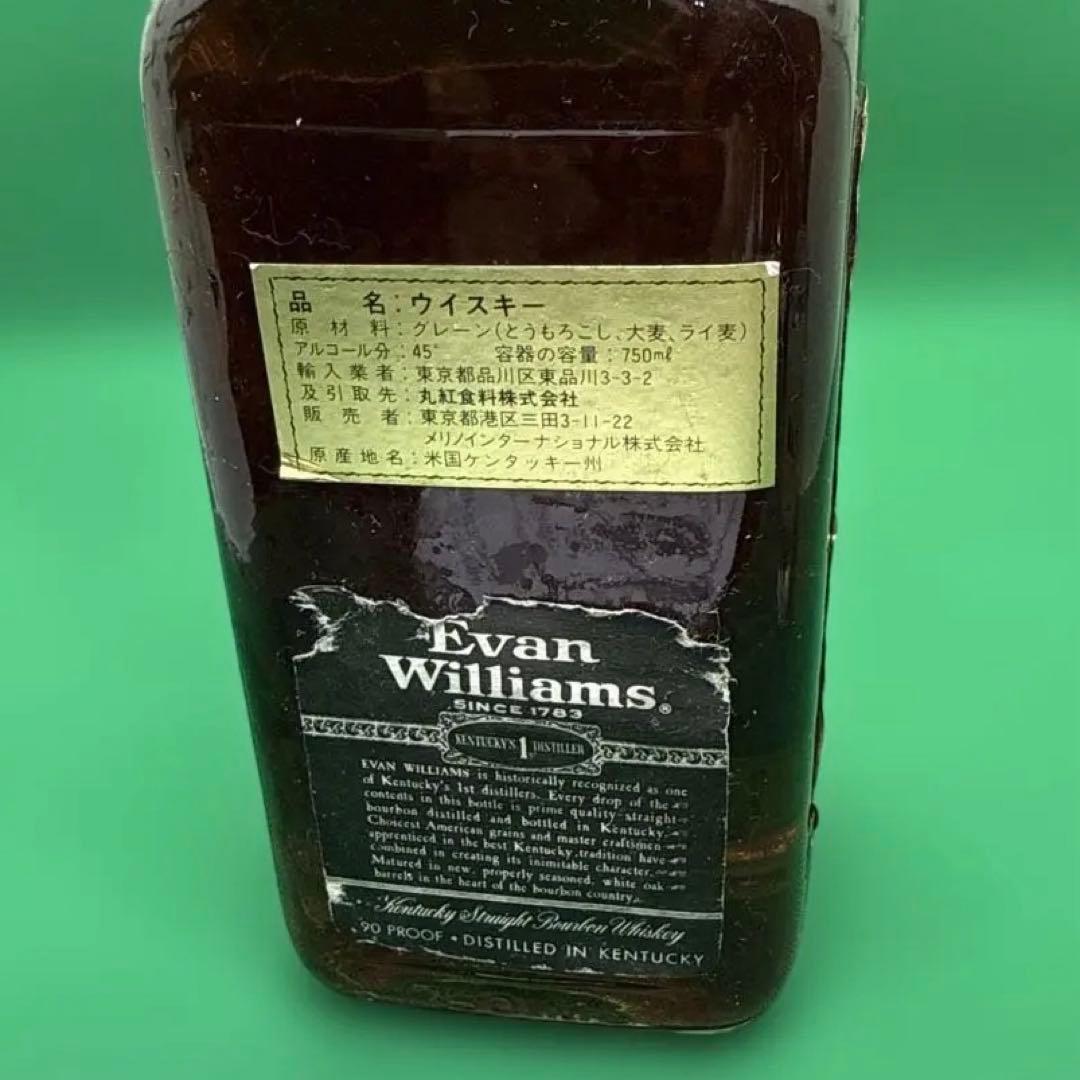 品 名:ウイスキー
原 材 料:グレーン(とうもろこし、大麦、ライ麦)
アルコール分:45° 容器の容量:750㎖
輸入業者:東京都品川区東品川3-3-2
及引取先:丸紅食料株式会社
販 売 者:東京都港区三田3-11-22
メリノインターナショナル株式会社
原産地名:米国ケンタッキー州
Evan
Williams®
SINCE 1783
KENTUCKY'S 1 DISTILLER
EVAN WILLIAMS is historically recognized as one
of Kentucky's 1st distillers. Every drop of the
contents in this bottle is prime quality straight
bourbon distilled and bottled in Kentucky.
Choicest American grains and master craftsmen
apprenticed in the best Kentucky tradition have
combined in creating its inimitable character.
Matured in new, properly seasoned, white oak
barrels in the heart of the bourbon country.
Kentucky Straight Bourbon Whiskey
90 PROOF • DISTILLED IN KENTUCKY